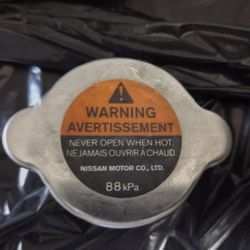 WARNING
AVERTISSEMENT
NEVER OPEN WHEN HOT.
NE JAMAIS OUVRIR À CHAUD.
NISSAN MOTOR CO., LTD.
88 kPa